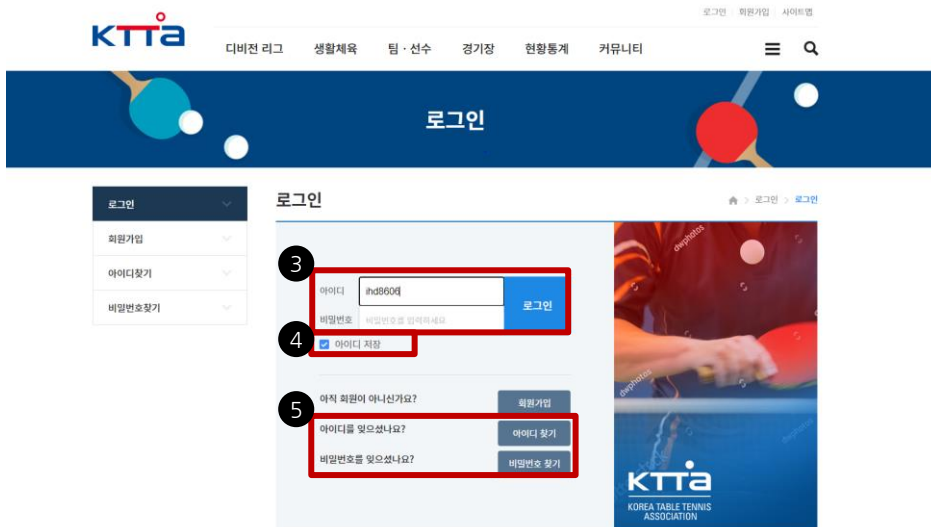 로그인 회원가입 사이트맵
KTTa
디비전 리그 생활체육 팀 · 선수 경기장 현황통계 커뮤니티
로그인
로그인
회원가입
아이디찾기
비밀번호찾기
로그인
> 로그인 > 로그인
3
아이디 ihd8606
로그인
비밀번호 비밀번호를 입력하세요
4
아이디 저장
아직 회원이 아니신가요? 회원가입
5
아이디를 잊으셨나요? 아이디 찾기
비밀번호를 잊으셨나요? 비밀번호 찾기
dwphotos
dwphotos
KTTa
KOREA TABLE TENNIS
ASSOCIATION